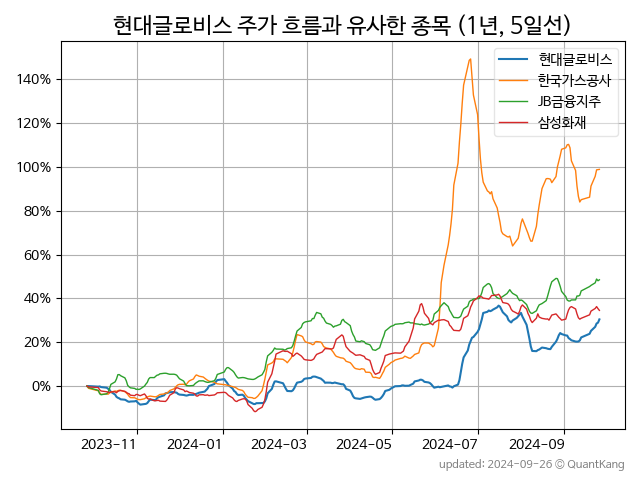 현대글로비스 주가 흐름과 유사한 종목 (1년, 5일선)
현대글로비스
한국가스공사
JB금융지주
삼성화재
140%
120%
100%
80%
60%
40%
20%
0%
2023−11 2024−01 2024−03 2024−05 2024−07 2024−09
updated: 2024-09-26 © QuantKang